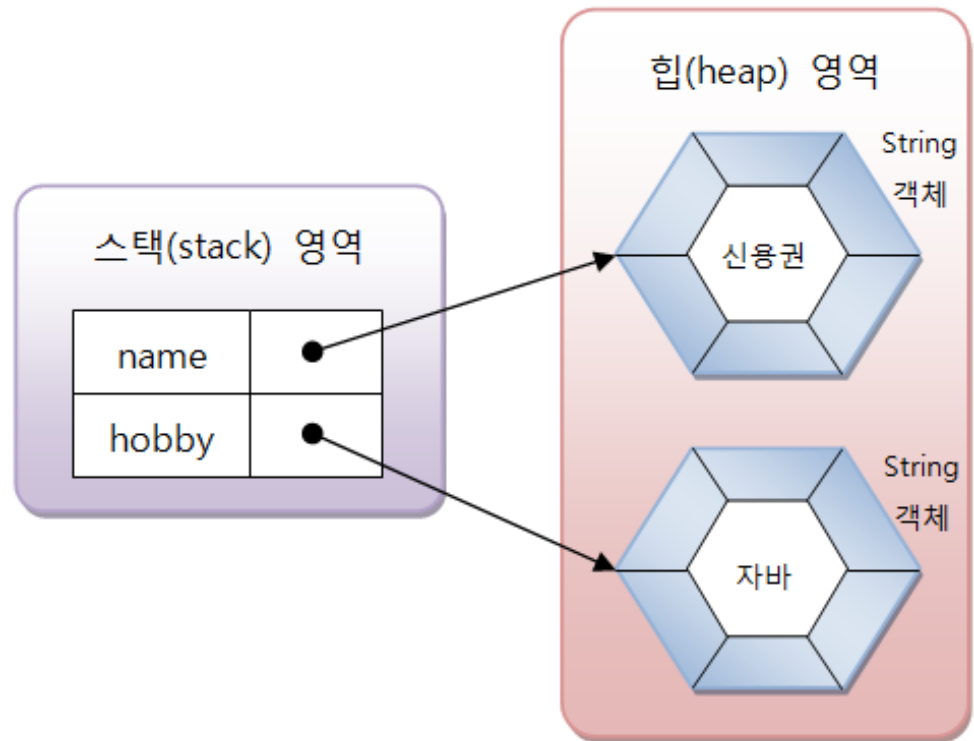 스택(stack) 영역
name
hobby
힙(heap) 영역
String
객체
신용권
String
객체
자바